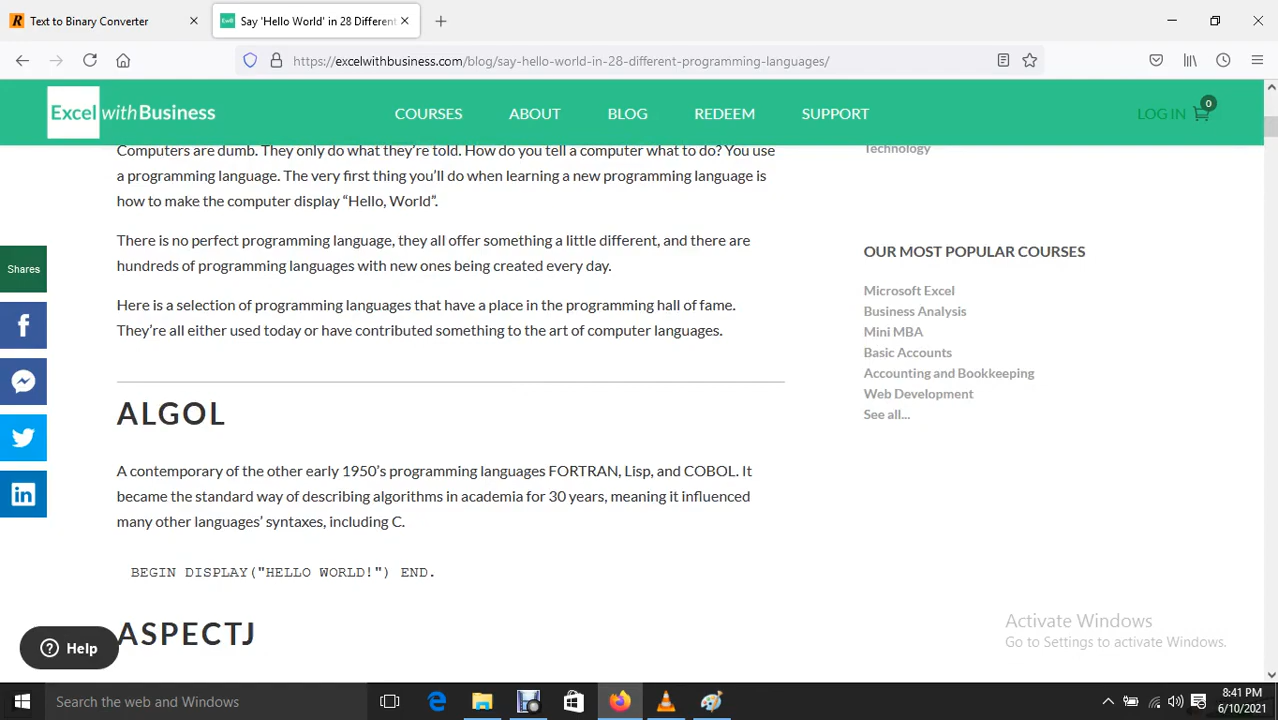 Text to Binary Converter
Say 'Hello World' in 28 Different
https://excelwithbusiness.com/blog/say-hello-world-in-28-different-programming-languages/
Excel with Business
COURSES
ABOUT
BLOG
REDEEM
SUPPORT
LOG IN
0
Computers are dumb. They only do what they're told. How do you tell a computer what to do? You use
a programming language. The very first thing you'll do when learning a new programming language is
how to make the computer display “Hello, World”.
There is no perfect programming language, they all offer something a little different, and there are
hundreds of programming languages with new ones being created every day.
Here is a selection of programming languages that have a place in the programming hall of fame.
They're all either used today or have contributed something to the art of computer languages.
ALGOL
A contemporary of the other early 1950's programming languages FORTRAN, Lisp, and COBOL. It
became the standard way of describing algorithms in academia for 30 years, meaning it influenced
many other languages' syntaxes, including C.
BEGIN DISPLAY("HELLO WORLD!") END.
ASPECTJ
Technology
OUR MOST POPULAR COURSES
Microsoft Excel
Business Analysis
Mini MBA
Basic Accounts
Accounting and Bookkeeping
Web Development
See all...
Shares
Help
Activate Windows
Go to Settings to activate Windows.
Search the web and Windows
8:41 PM
6/10/2021